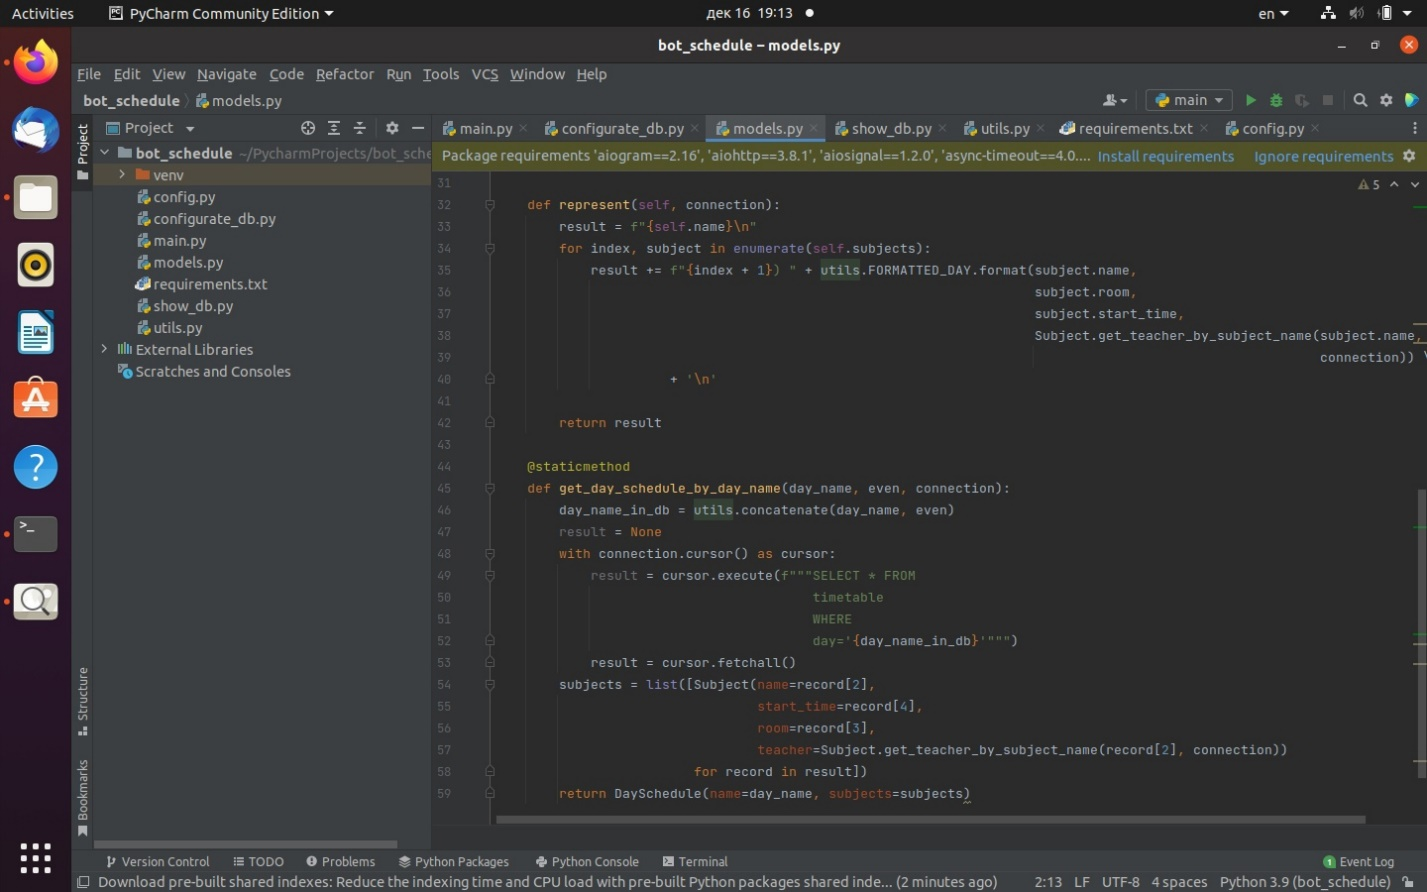 Activities PyCharm Community Edition дек 16 19:13 en
bot_schedule – models.py
File Edit View Navigate Code Refactor Run Tools VCS Window Help
bot_schedule models.py main
Project
Project
main.py configurate_db.py models.py show_db.py utils.py requirements.txt config.py
bot_schedule ~/PycharmProjects/bot_sche
Package requirements 'aiogram==2.16', 'aiohttp==3.8.1', 'aiosignal==1.2.0', 'async-timeout==4.0.... Install requirements Ignore requirements
venv
config.py
configurate_db.py
main.py
models.py
requirements.txt
show_db.py
utils.py
External Libraries
Scratches and Consoles
5
31
32 def represent(self, connection):
33 result = f"{self.name}\n"
34 for index, subject in enumerate(self.subjects):
35 result += f"{index + 1}) " + utils.FORMATTED_DAY.format(subject.name,
36 subject.room,
37 subject.start_time,
38 Subject.get_teacher_by_subject_name(subject.name,
39 connection)) \
40 + '\n'
41
42 return result
43
44 @staticmethod
45 def get_day_schedule_by_day_name(day_name, even, connection):
46 day_name_in_db = utils.concatenate(day_name, even)
47 result = None
48 with connection.cursor() as cursor:
49 result = cursor.execute(f"""SELECT * FROM
50 timetable
51 WHERE
52 day='{day_name_in_db}'""")
53 result = cursor.fetchall()
54 subjects = list([Subject(name=record[2],
55 start_time=record[4],
56 room=record[3],
57 teacher=Subject.get_teacher_by_subject_name(record[2], connection))
58 for record in result])
59 return DaySchedule(name=day_name, subjects=subjects)
Structure
Bookmarks
Version Control TODO Problems Python Packages Python Console Terminal 1 Event Log
Download pre-built shared indexes: Reduce the indexing time and CPU load with pre-built Python packages shared inde... (2 minutes ago) 2:13 LF UTF-8 4 spaces Python 3.9 (bot_schedule)